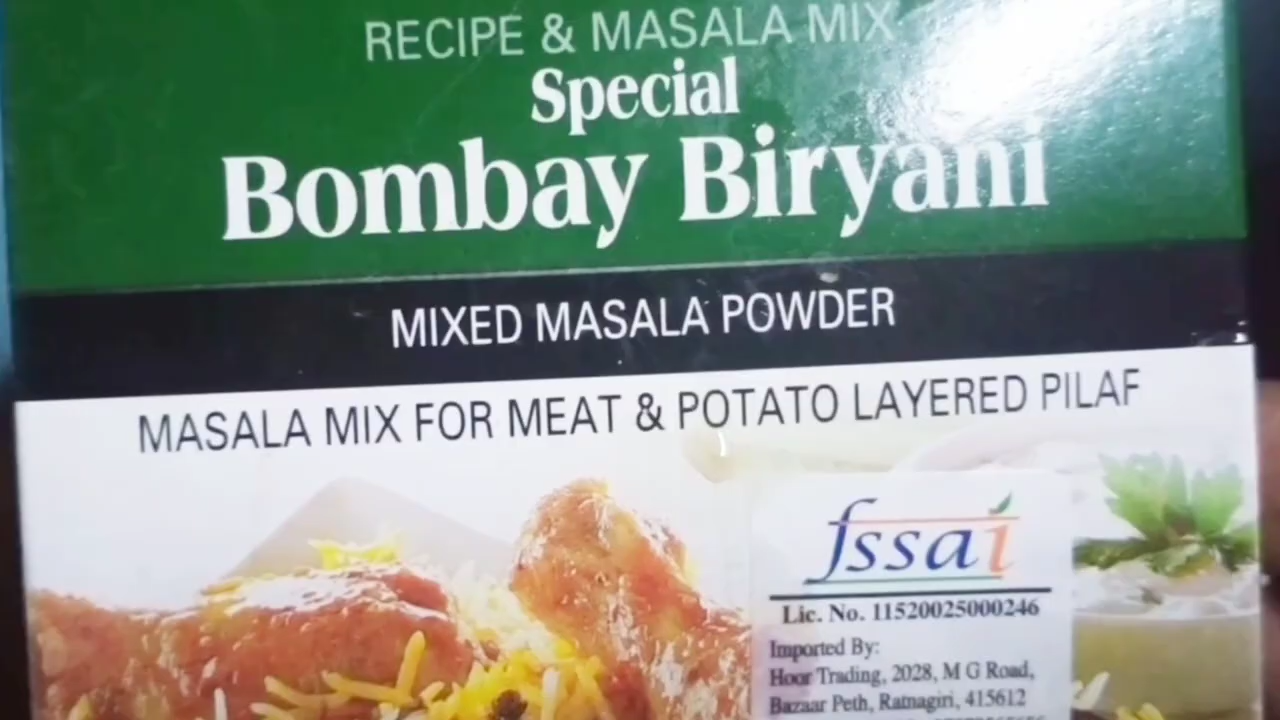 RECIPE & MASALA MIX
Special
Bombay Biryani
MIXED MASALA POWDER
MASALA MIX FOR MEAT & POTATO LAYERED PILAF
fssai
Lic. No. 11520025000246
Imported By:
Hoor Trading, 2028, M G Road,
Bazaar Peth, Ratnagiri, 415612